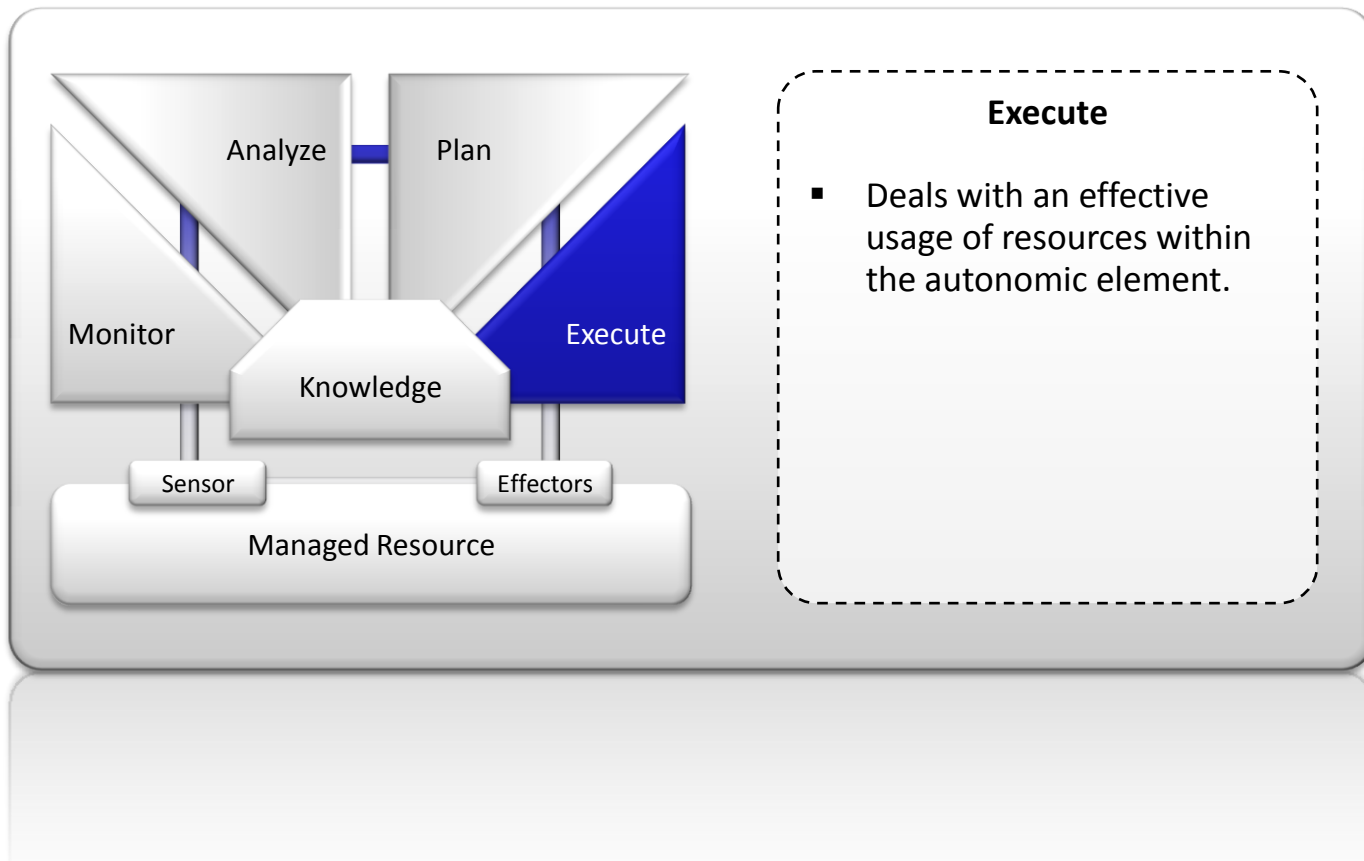 Analyze
Plan
Monitor
Execute
Knowledge
Sensor
Effectors
Managed Resource
Execute
▪ Deals with an effective
usage of resources within
the autonomic element.